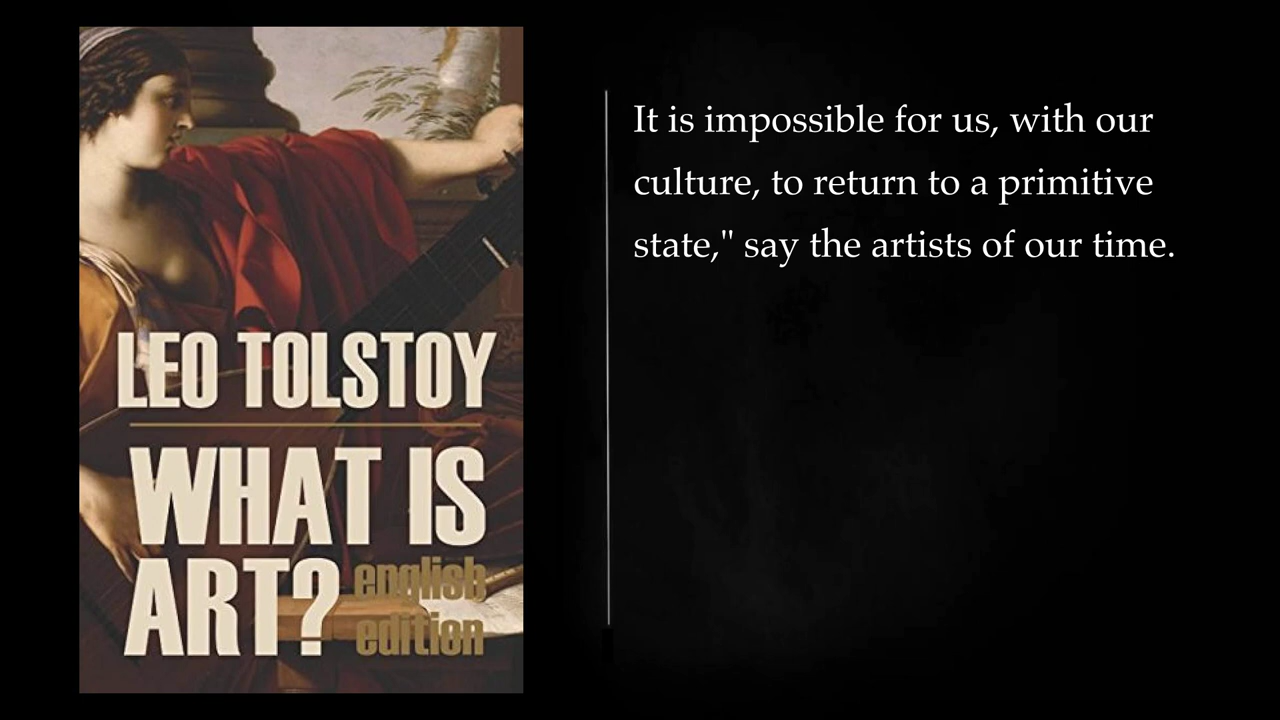 LEO TOLSTOY
WHAT IS
ART?
english
edition
It is impossible for us, with our
culture, to return to a primitive
state," say the artists of our time.